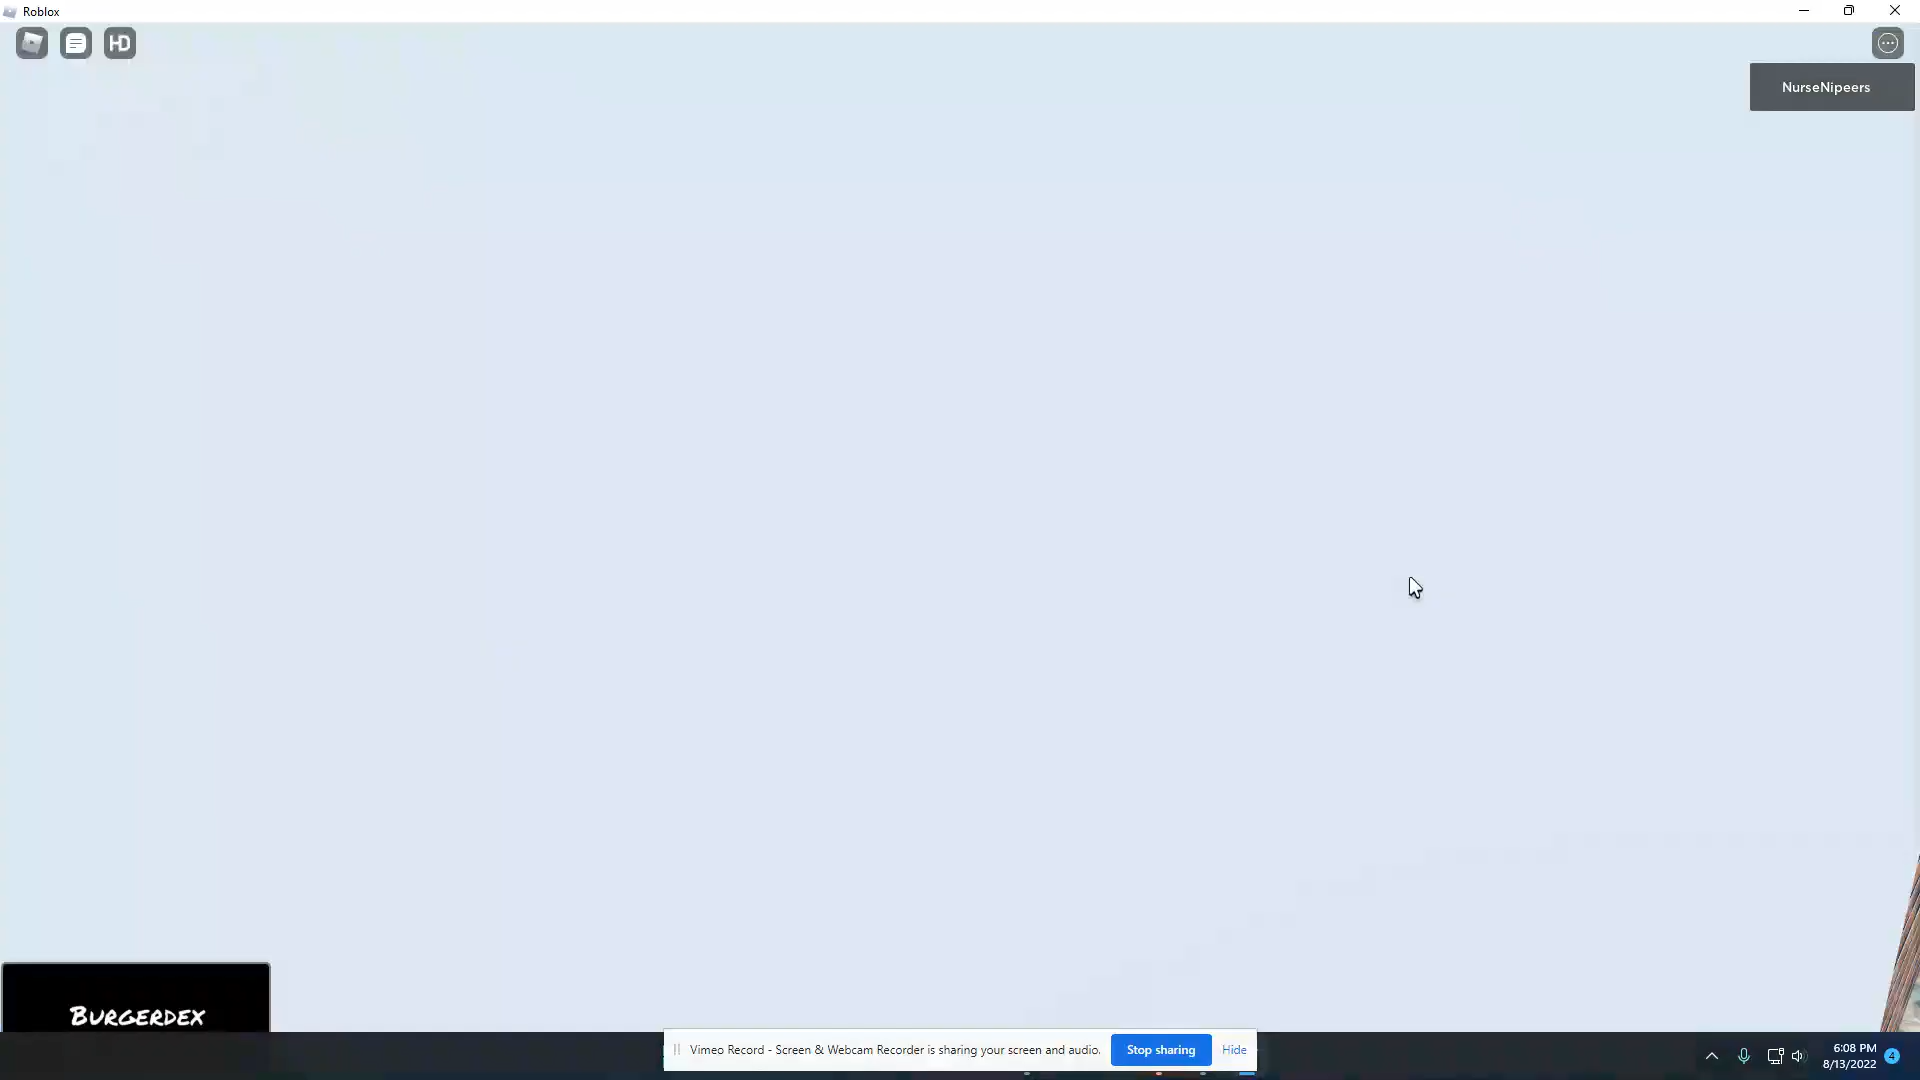 Roblox
HD
NurseNipeers
BURGERDEX
Vimeo Record - Screen & Webcam Recorder is sharing your screen and audio.
Stop sharing
Hide
6:08 PM
8/13/2022
4